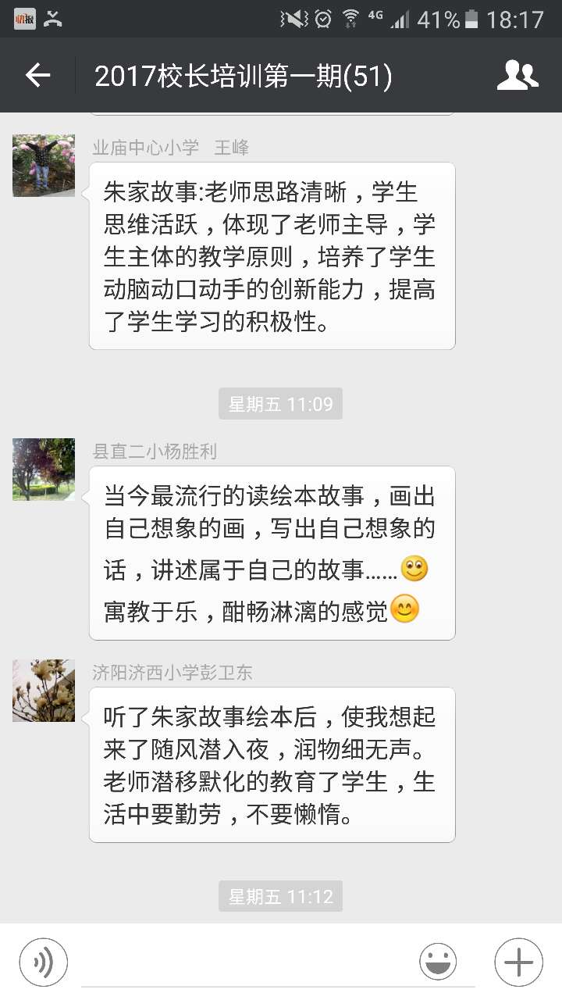 快报 4G 41% 18:17
2017校长培训第一期(51)
业庙中心小学 王峰
朱家故事:老师思路清晰，学生
思维活跃，体现了老师主导，学
生主体的教学原则，培养了学生
动脑动口动手的创新能力，提高
了学生学习的积极性。
星期五 11:09
县直二小杨胜利
当今最流行的读绘本故事，画出
自己想象的画，写出自己想象的
话，讲述属于自己的故事......
寓教于乐，酣畅淋漓的感觉
济阳济西小学彭卫东
听了朱家故事绘本后，使我想起
来了随风潜入夜，润物细无声。
老师潜移默化的教育了学生，生
活中要勤劳，不要懒惰。
星期五 11:12